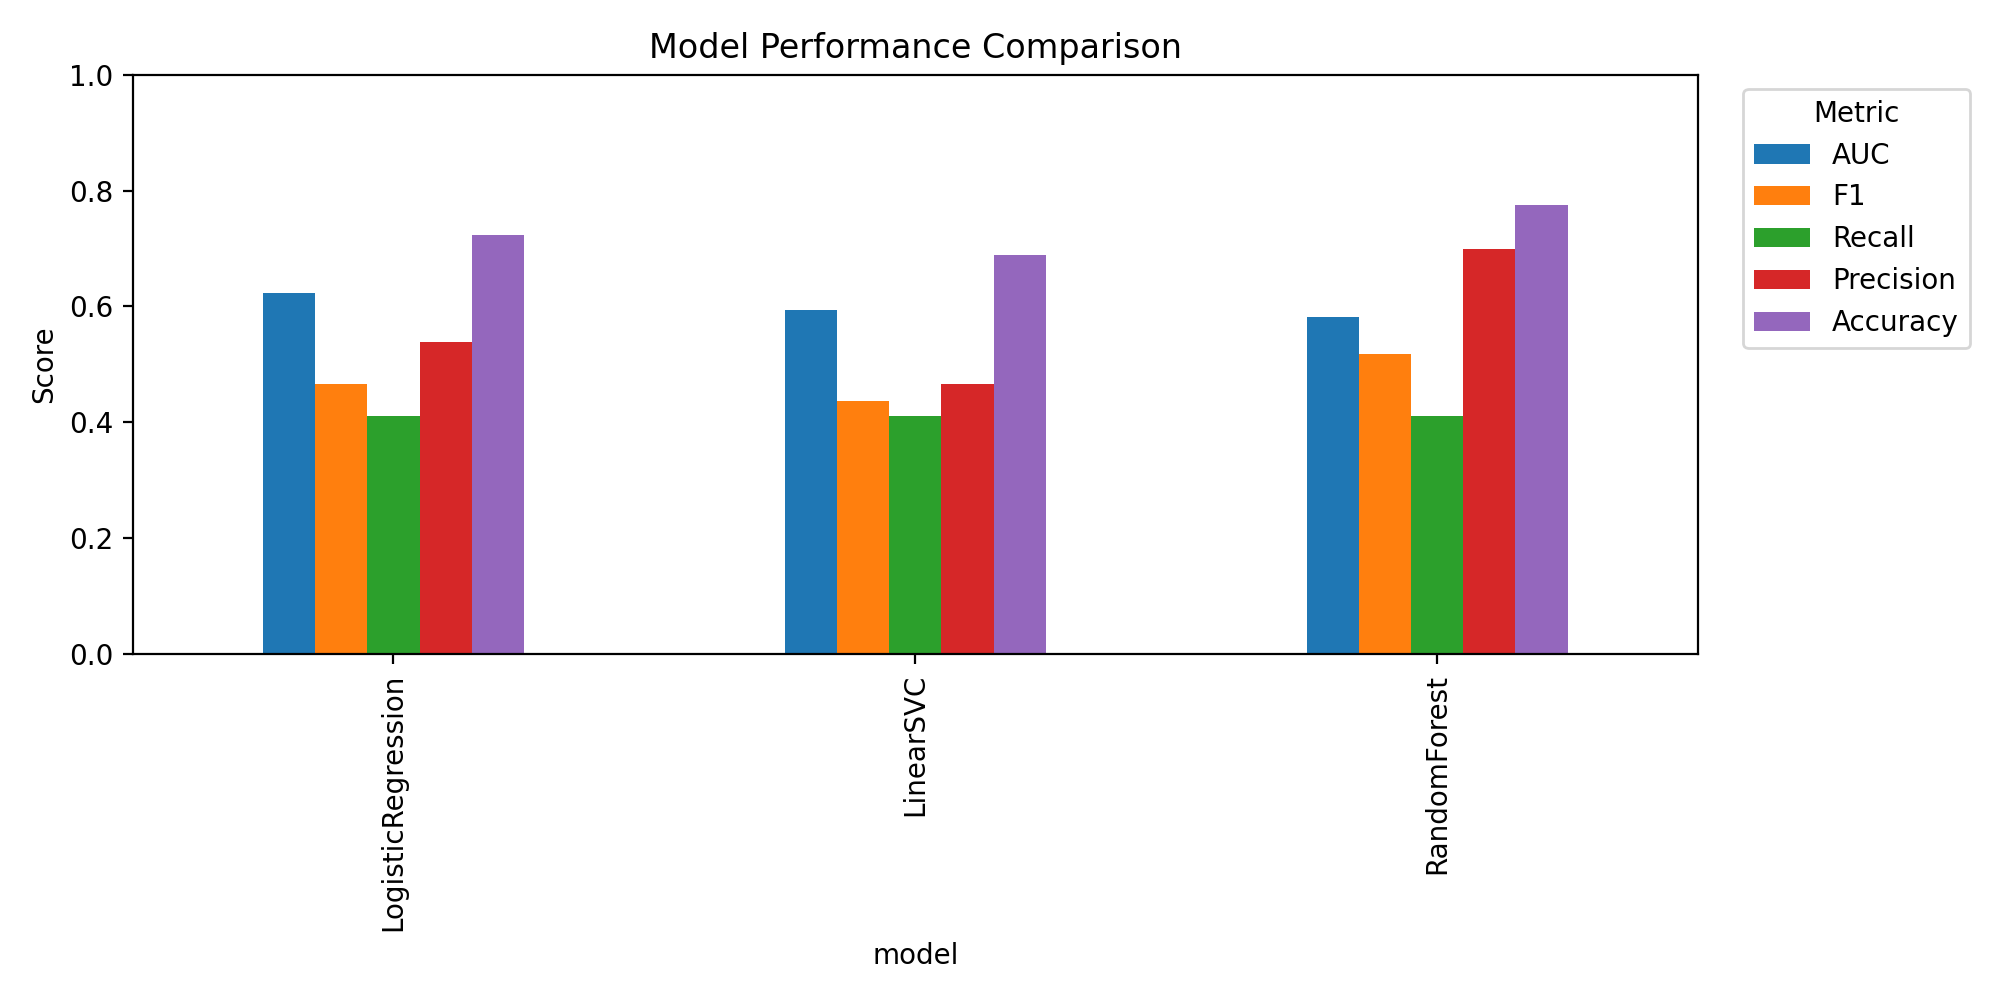 Model Performance Comparison
1.0
0.8
0.6
0.4
0.2
0.0
Score
LogisticRegression
LinearSVC
RandomForest
model
Metric
AUC
F1
Recall
Precision
Accuracy